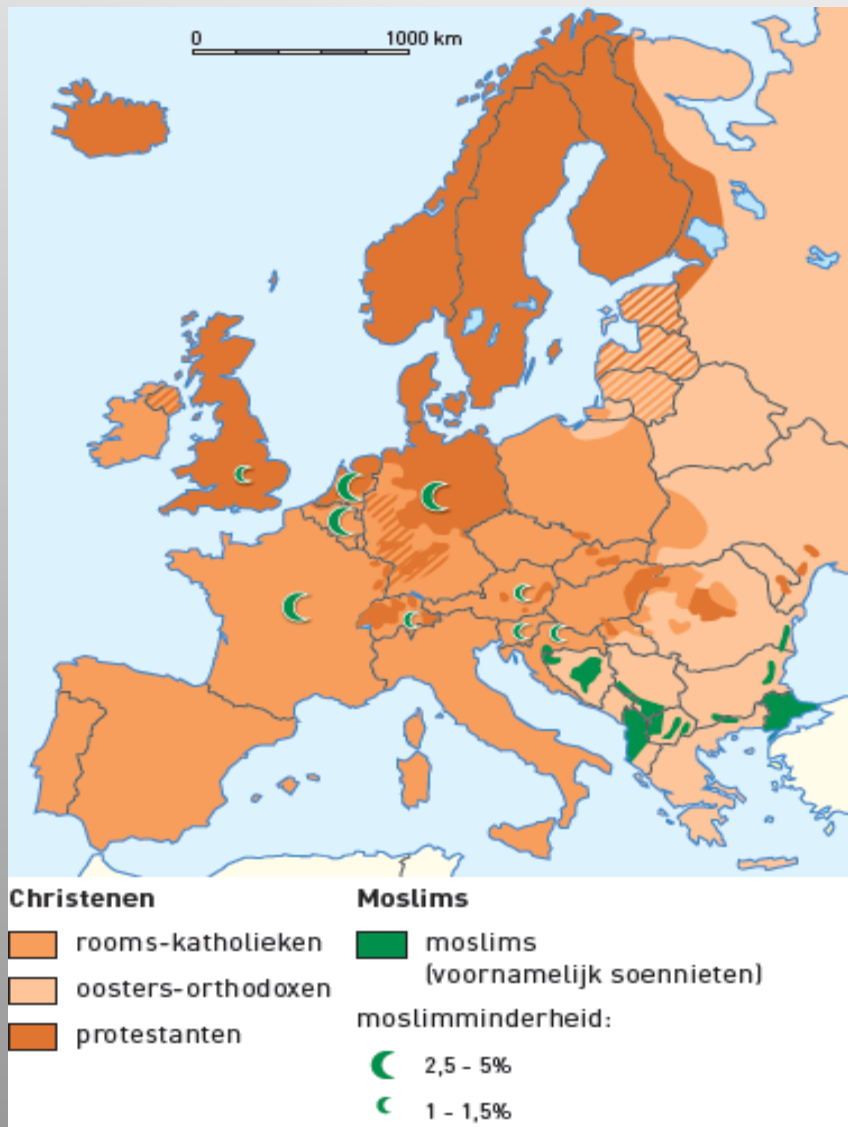 0 1000 km
Christenen
rooms-katholieken
oosters-orthodoxen
protestanten
Moslims
moslims
(voornamelijk soennieten)
moslimminderheid:
2,5 – 5%
1 – 1,5%